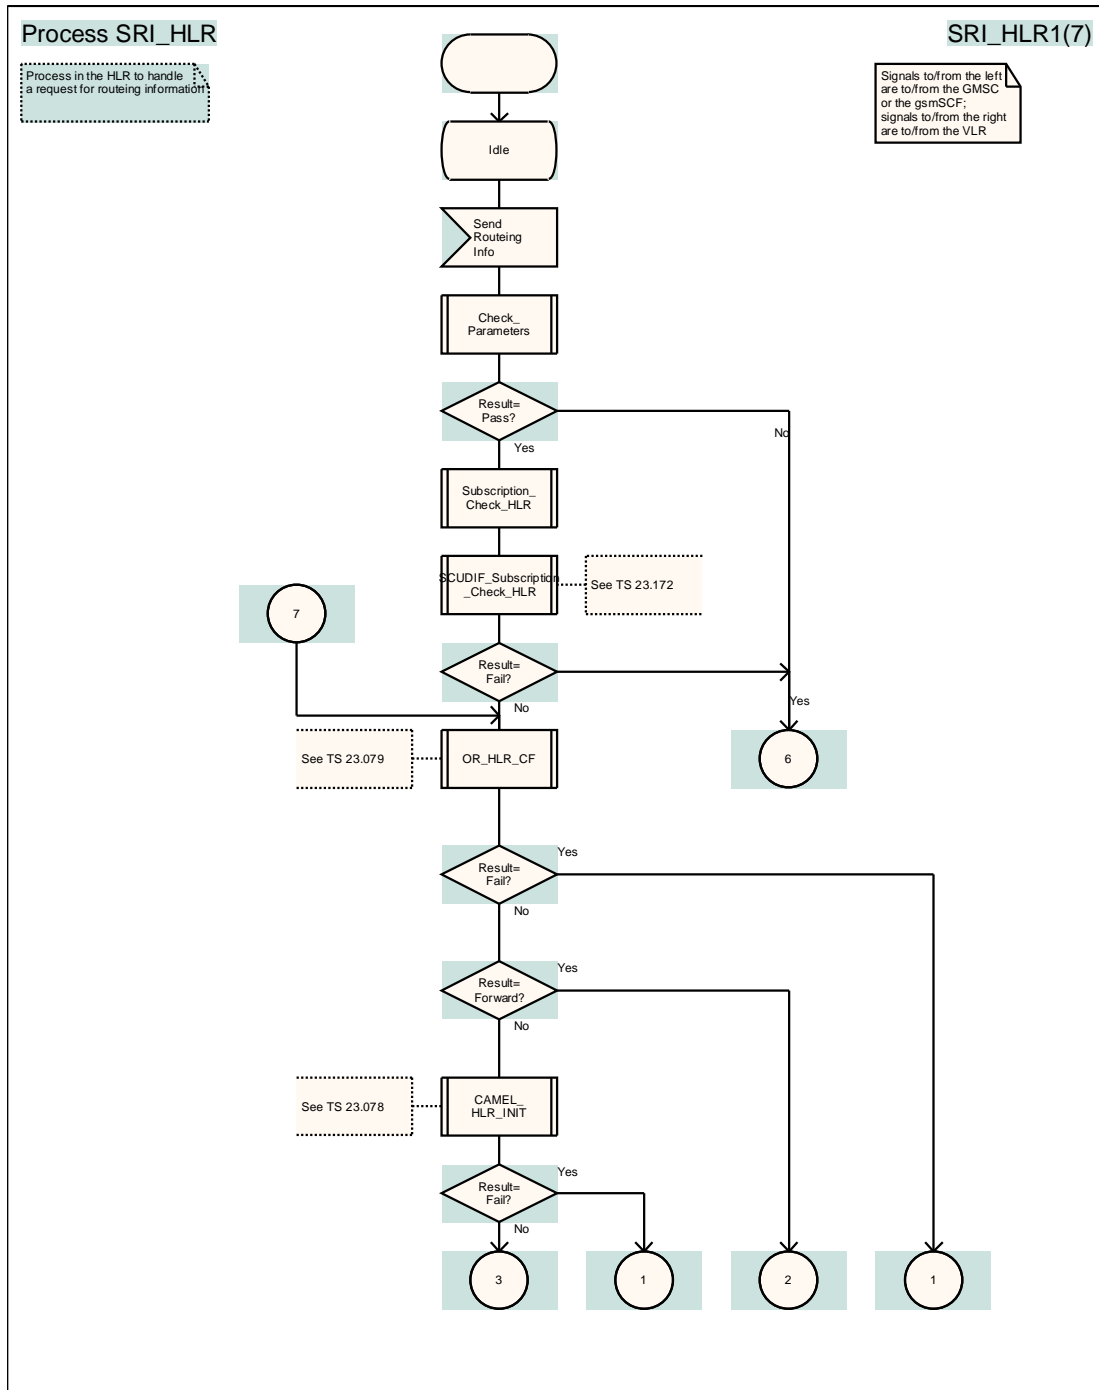 Process SRI_HLR
SRI_HLR1(7)
Process in the HLR to handle
a request for routeing information
Signals to/from the left
are to/from the GMSC
or the gsmSCF;
signals to/from the right
are to/from the VLR
Idle
Send
Routeing
Info
Check_
Parameters
Result=
Pass?
No
Yes
Subscription_
Check_HLR
SCUDIF_Subscription
_Check_HLR
See TS 23.172
7
Result=
Fail?
Yes
No
See TS 23.079
OR_HLR_CF
6
Yes
Result=
Fail?
No
Yes
Result=
Forward?
No
See TS 23.078
CAMEL_
HLR_INIT
Yes
Result=
Fail?
No
3
1
2
1